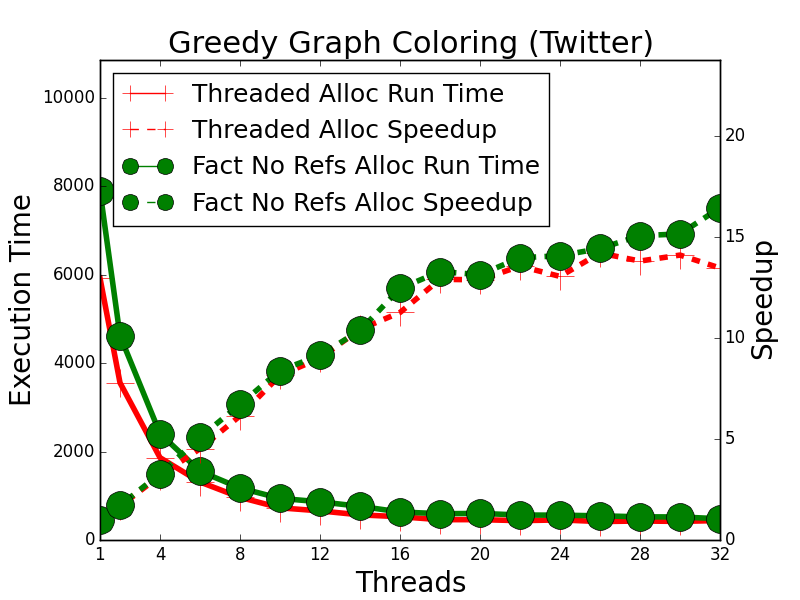 Greedy Graph Coloring (Twitter)
Threaded Alloc Run Time
Threaded Alloc Speedup
Fact No Refs Alloc Run Time
Fact No Refs Alloc Speedup
Execution Time
10000
8000
6000
4000
2000
0
Speedup
20
15
10
5
0
1 4 8 12 16 20 24 28 32
Threads